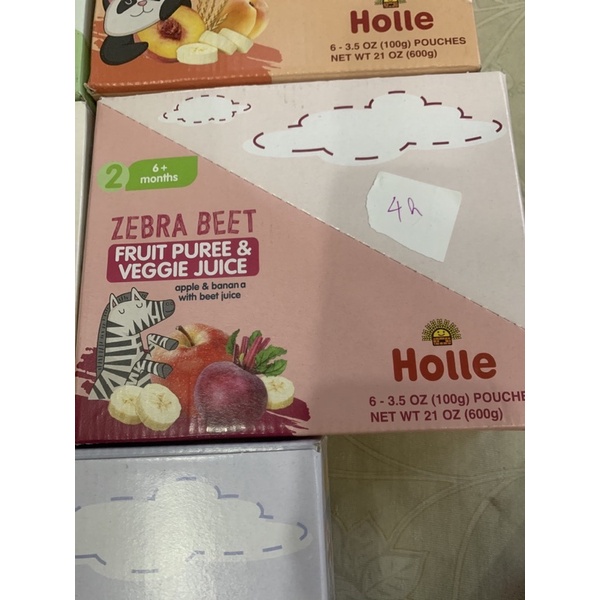 Holle
6 - 3.5 OZ (100g) POUCHES
NET WT 21 OZ (600g)
2
6+
months
ZEBRA BEET
FRUIT PUREE &
VEGGIE JUICE
apple & banana
with beet juice
Holle
6 - 3.5 OZ (100g) POUCHE
NET WT 21 OZ (600g)